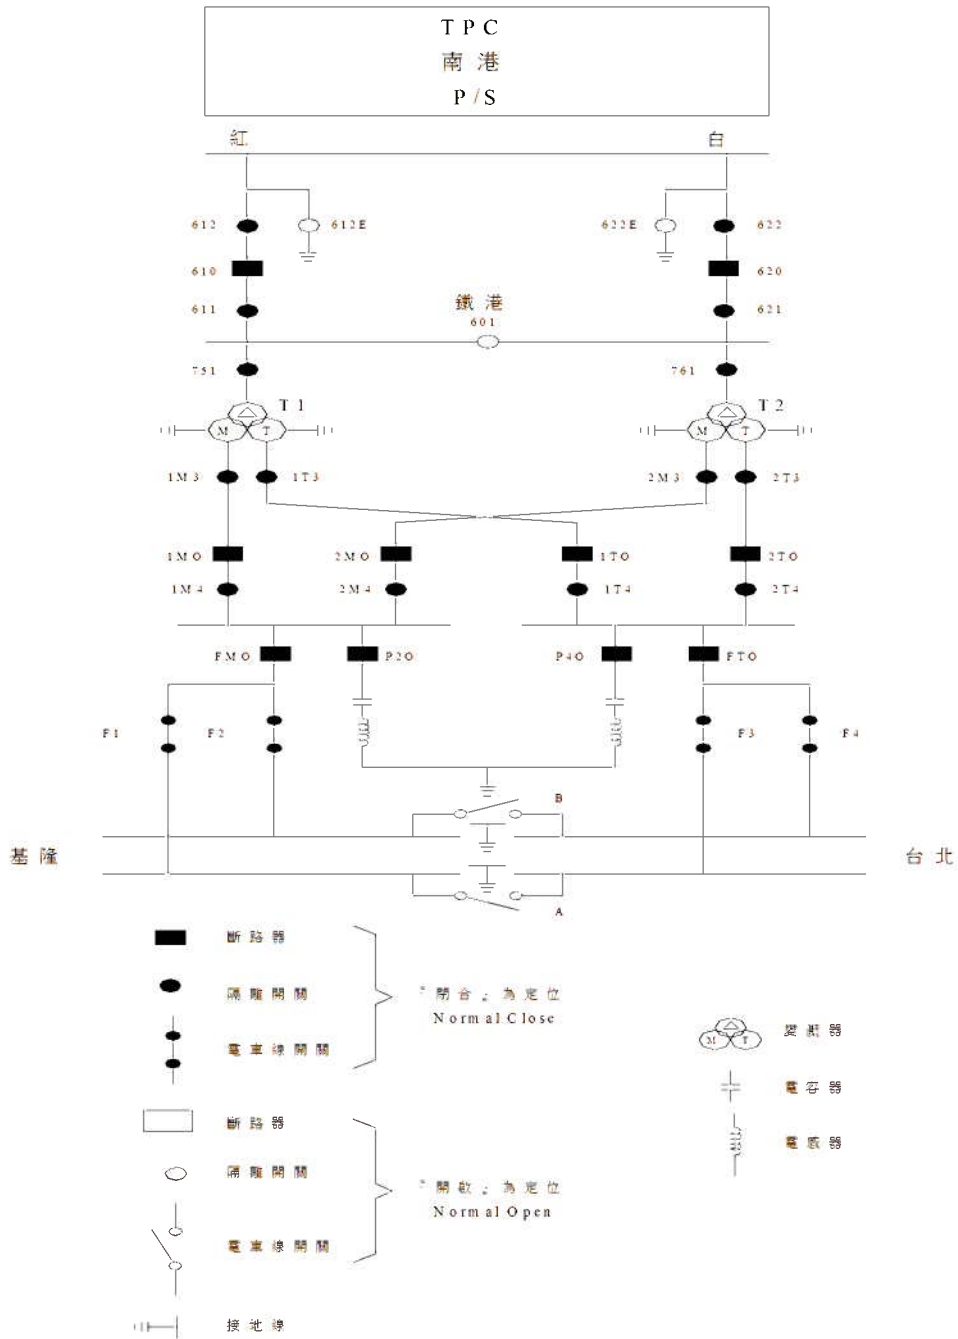 TPC
南港
P/S
紅 白
612 612E 622E 622
610 620
611 621
鐵港
601
751 761
T1 T2
M T M T
1M3 1T3 2M3 2T3
1MO 2MO 1TO 2TO
1M4 2M4 1T4 2T4
FMO P2O P4O FTO
F1 F2 F3 F4
B
基隆 台北
A
斷路器
隔離開關
電車線開關
『閉合』為定位
Normal Close
M T 變壓器
電容器
電感器
斷路器
隔離開關
電車線開關
『開啟』為定位
Normal Open
接地線